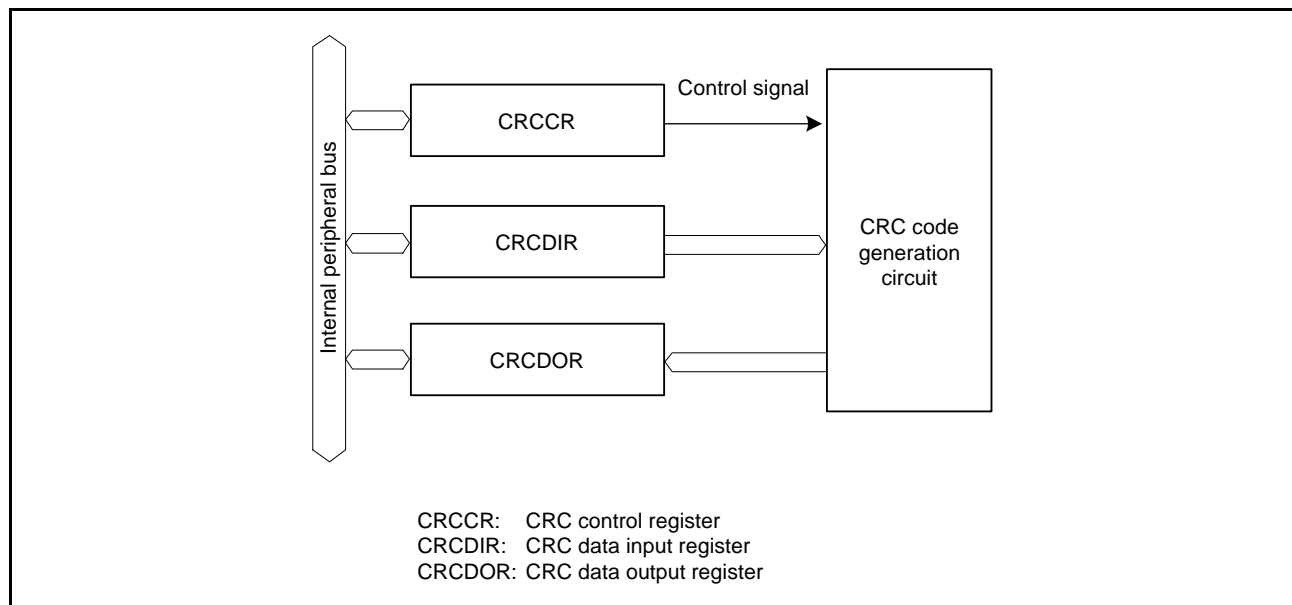 Internal peripheral bus
CRCCR
Control signal
CRCDIR
CRCDOR
CRC code
generation
circuit
CRCCR: CRC control register
CRCDIR: CRC data input register
CRCDOR: CRC data output register